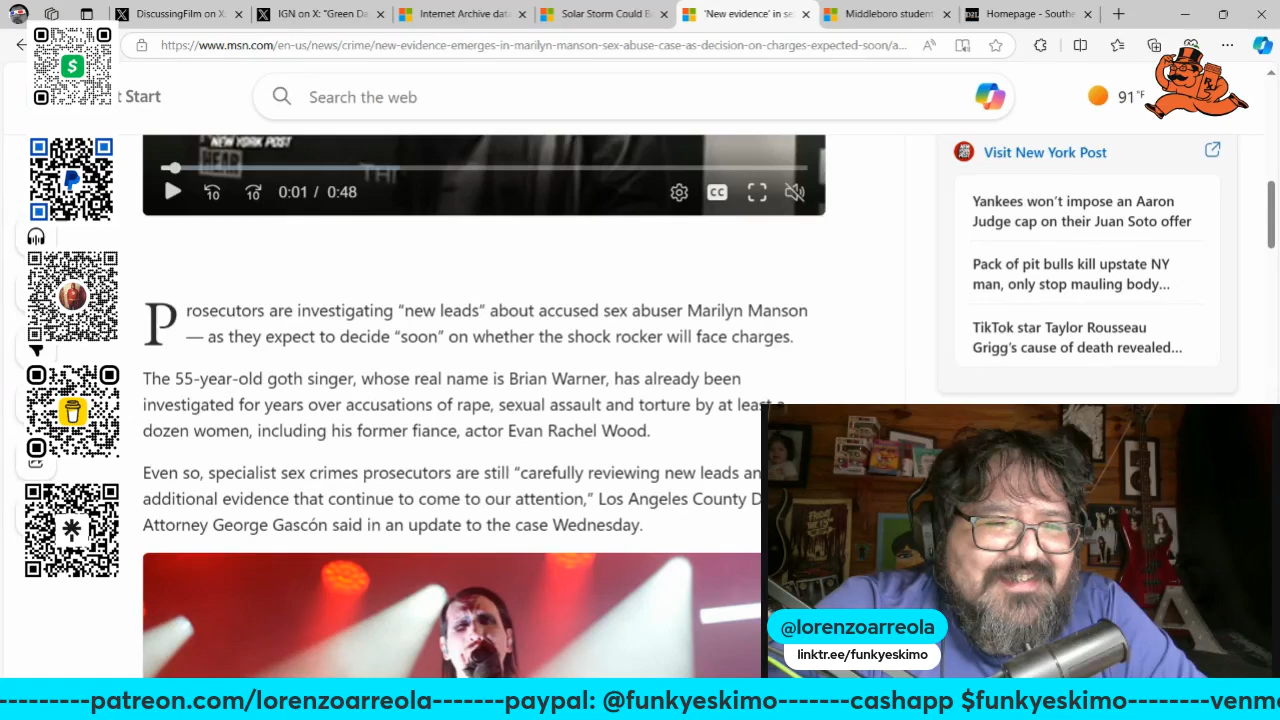 DiscussingFilm on X
IGN on X: "Green Da
Internet Archive data
Solar Storm Could B
'New evidence' in se
Middleboro student
Homepage - Southe
https://www.msn.com/en-us/news/crime/new-evidence-emerges-in-marilyn-manson-sex-abuse-case-as-decision-on-charges-expected-soon/a...
t Start
Search the web
91°F
NEW YORK POST
HEAR
THI
0:01 / 0:48
CC
Visit New York Post
Yankees won't impose an Aaron
Judge cap on their Juan Soto offer
Pack of pit bulls kill upstate NY
man, only stop mauling body...
TikTok star Taylor Rousseau
Grigg's cause of death revealed...
Prosecutors are investigating “new leads” about accused sex abuser Marilyn Manson
— as they expect to decide “soon” on whether the shock rocker will face charges.
The 55-year-old goth singer, whose real name is Brian Warner, has already been
investigated for years over accusations of rape, sexual assault and torture by at least a
dozen women, including his former fiance, actor Evan Rachel Wood.
Even so, specialist sex crimes prosecutors are still “carefully reviewing new leads an
additional evidence that continue to come to our attention,” Los Angeles County D
Attorney George Gascón said in an update to the case Wednesday.
@lorenzoarreola
linktr.ee/funkyeskimo
---------patreon.com/lorenzoarreola-------paypal: @funkyeskimo-------cashapp $funkyeskimo--------venm